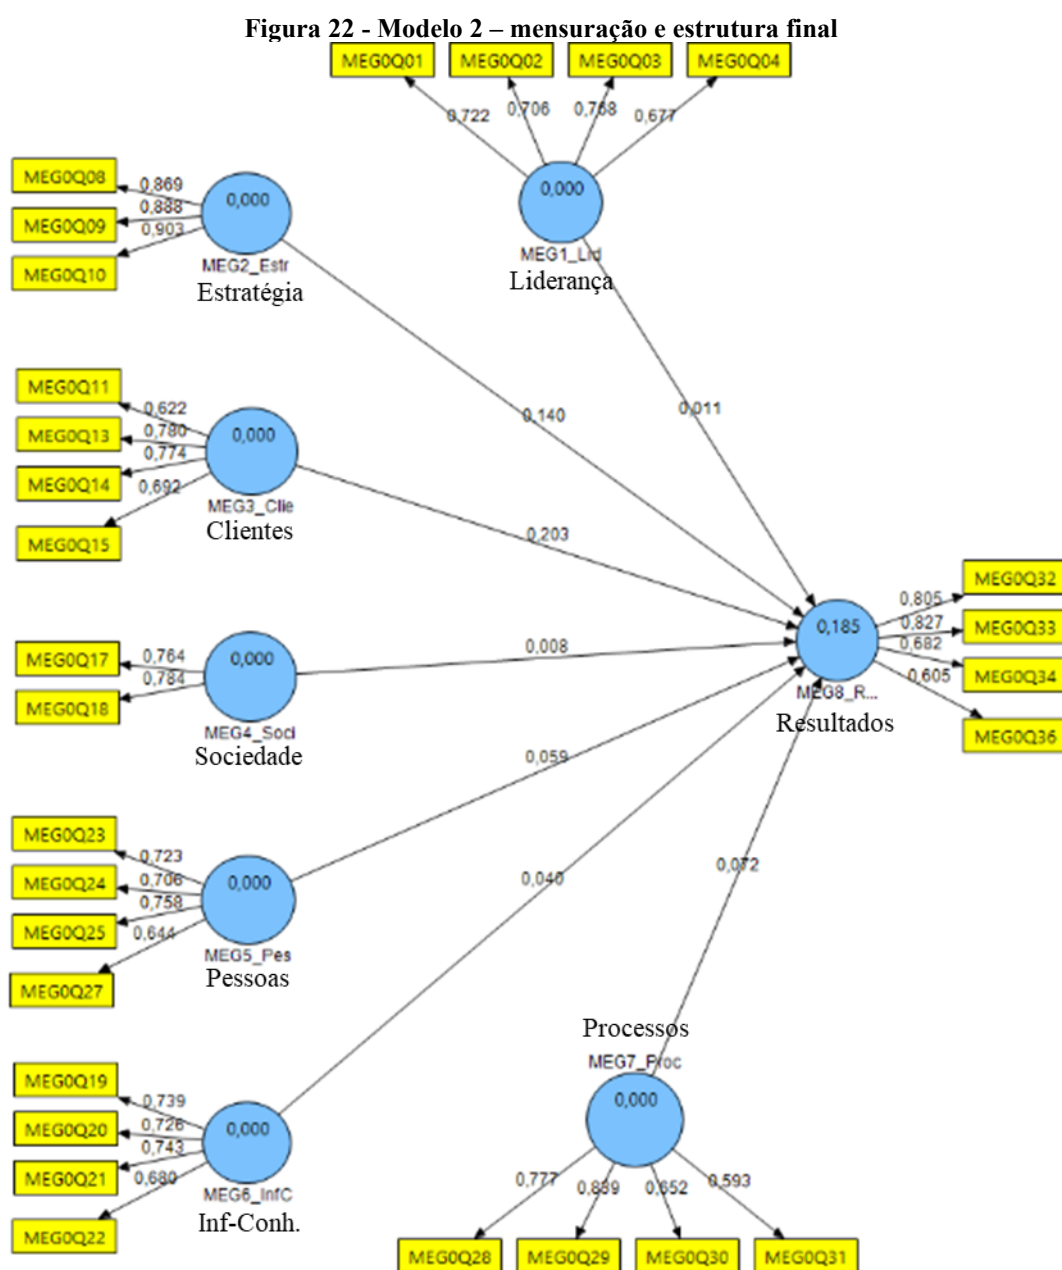 Figura 22 - Modelo 2 – mensuração e estrutura final
MEG0Q01
MEG0Q02
MEG0Q03
MEG0Q04
0,722
0,706
0,768
0,677
0,000
MEG1_Lid
Liderança
MEG0Q08
MEG0Q09
MEG0Q10
0,869
0,888
0,903
0,000
MEG2_Estr
Estratégia
0,140
0,011
MEG0Q11
MEG0Q13
MEG0Q14
MEG0Q15
0,622
0,780
0,774
0,692
0,000
MEG3_Clie
Clientes
0,203
MEG0Q17
MEG0Q18
0,764
0,784
0,000
MEG4_Soci
Sociedade
0,008
0,185
MEG8_R...
Resultados
0,805
0,827
0,682
0,605
MEG0Q32
MEG0Q33
MEG0Q34
MEG0Q36
MEG0Q23
MEG0Q24
MEG0Q25
MEG0Q27
0,723
0,706
0,758
0,644
0,000
MEG5_Pes
Pessoas
0,059
0,040
0,072
MEG0Q19
MEG0Q20
MEG0Q21
MEG0Q22
0,739
0,726
0,743
0,680
0,000
MEG6_InfC
Inf-Conh.
Processos
MEG7_Proc
0,000
0,777
0,839
0,652
0,593
MEG0Q28
MEG0Q29
MEG0Q30
MEG0Q31